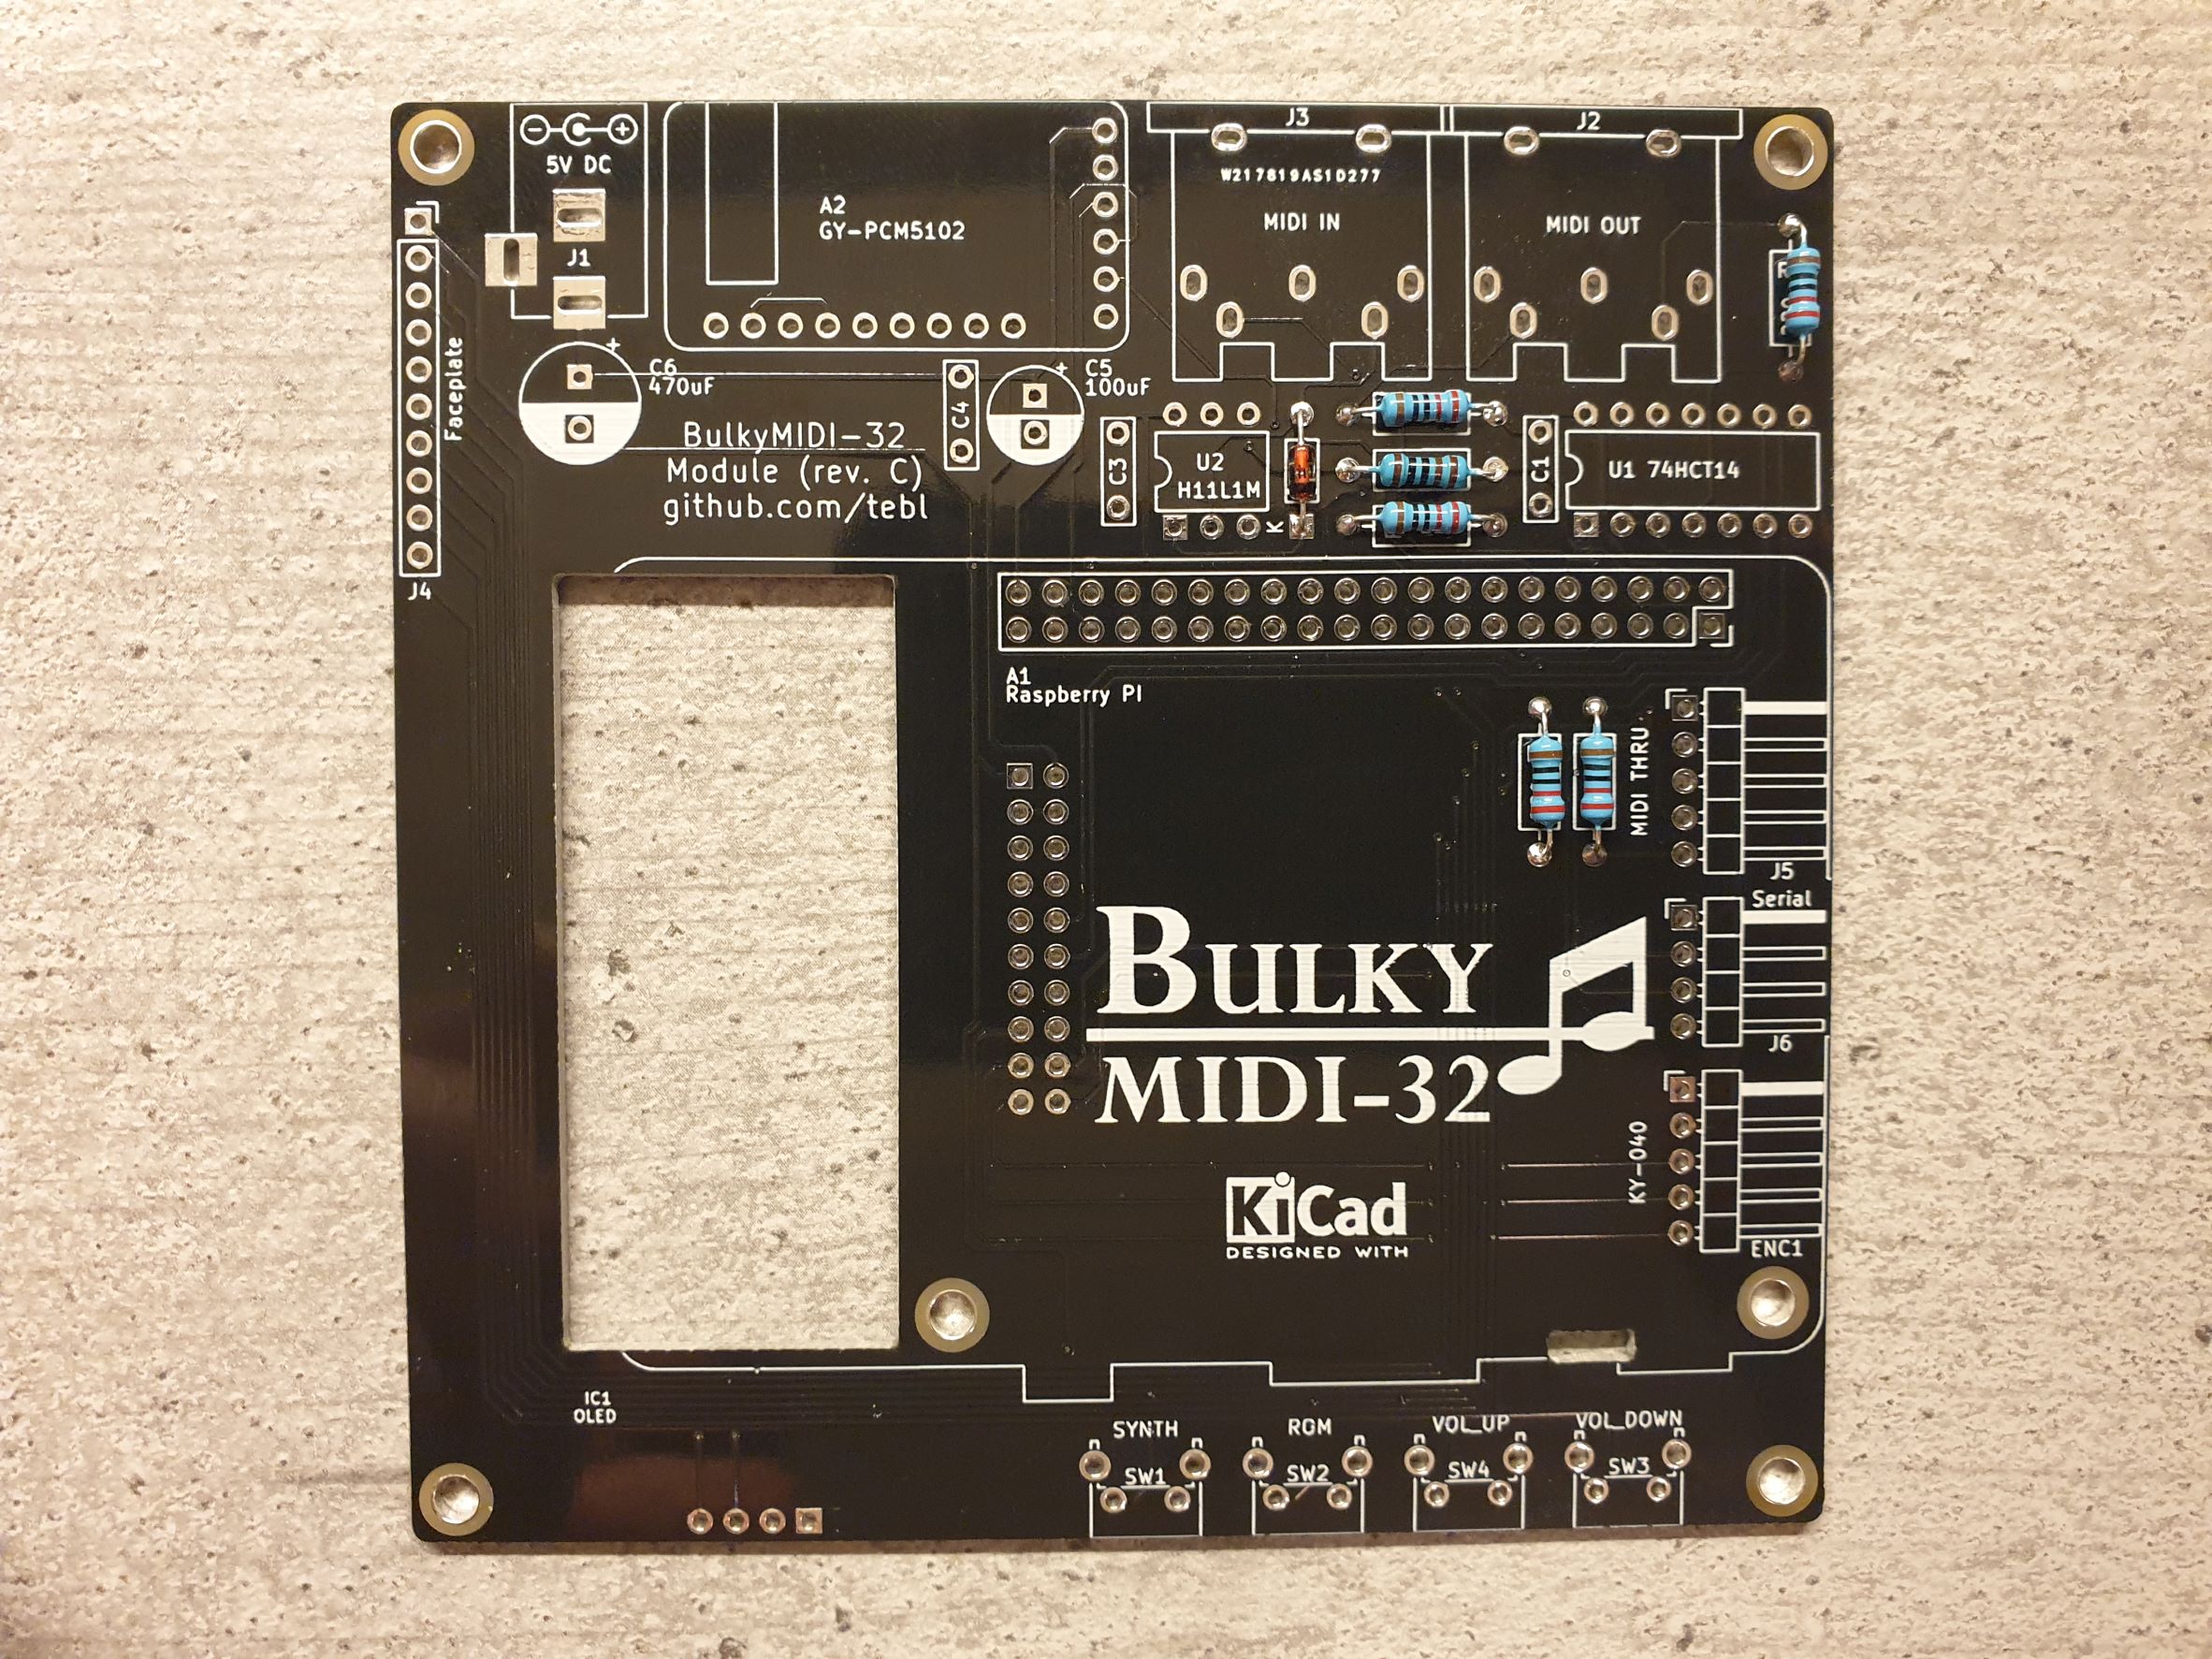 5V DC
J1
A2
GY-PCM5102
J3
W217819AS1D277
MIDI IN
J2
MIDI OUT
R
Faceplate
J4
C6
470uF
C4
C5
100uF
BulkyMIDI-32
Module (rev. C)
github.com/tebl
C3
U2
H11L1M
K
C1
U1 74HCT14
A1
Raspberry PI
MIDI THRU
J5
Serial
J6
BULKY
MIDI-32
KiCad
DESIGNED WITH
KY-040
ENC1
IC1
OLED
SYNTH
SW1
ROM
SW2
VOL_UP
SW4
VOL_DOWN
SW3